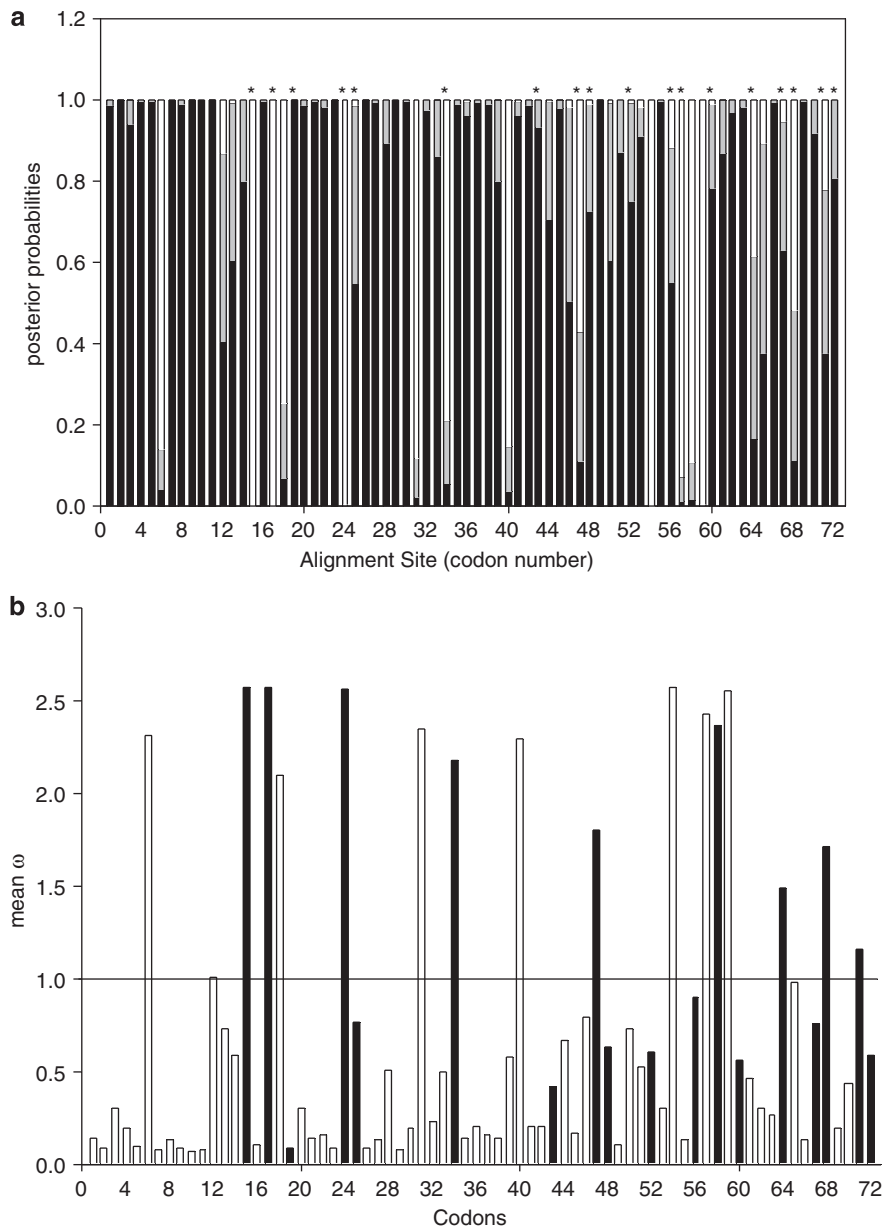 a
1.2
* * * * * * * * * * * * * * * * *
1.0
0.8
0.6
0.4
0.2
0.0
posterior probabilities
0 4 8 12 16 20 24 28 32 36 40 44 48 52 56 60 64 68 72
Alignment Site (codon number)
b
3.0
2.5
2.0
1.5
1.0
0.5
0.0
mean ω
0 4 8 12 16 20 24 28 32 36 40 44 48 52 56 60 64 68 72
Codons